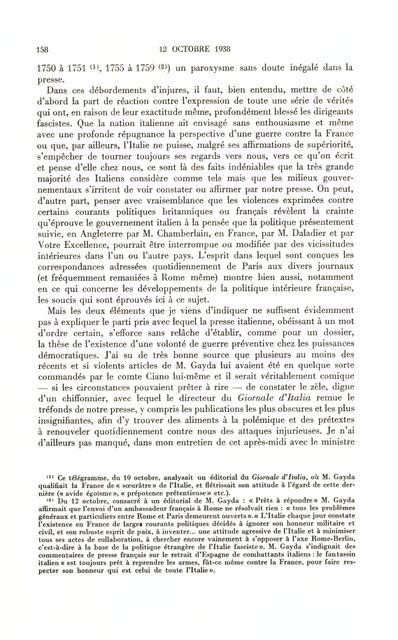 158 12 OCTOBRE 1938
1750 à 1751 (1), 1755 à 1759 (2)) un paroxysme sans doute inégalé dans la
presse.
Dans ces débordements d'injures, il faut, bien entendu, mettre de côté
d'abord la part de réaction contre l'expression de toute une série de vérités
qui ont, en raison de leur exactitude même, profondément blessé les dirigeants
fascistes. Que la nation italienne ait envisagé sans enthousiasme et même
avec une profonde répugnance la perspective d'une guerre contre la France
ou que, par ailleurs, l'Italie ne puisse, malgré ses affirmations de supériorité,
s'empêcher de tourner toujours ses regards vers nous, vers ce qu'on écrit
et pense d'elle chez nous, ce sont là des faits indéniables que la très grande
majorité des Italiens considère comme tels mais que les milieux gouver-
nementaux s'irritent de voir constater ou affirmer par notre presse. On peut,
d'autre part, penser avec vraisemblance que les violences exprimées contre
certains courants politiques britanniques ou français révèlent la crainte
qu'éprouve le gouvernement italien à la pensée que la politique présentement
suivie, en Angleterre par M. Chamberlain, en France, par M. Daladier et par
Votre Excellence, pourrait être interrompue ou modifiée par des vicissitudes
intérieures dans l'un ou l'autre pays. L'esprit dans lequel sont conçues les
correspondances adressées quotidiennement de Paris aux divers journaux
(et fréquemment remaniées à Rome même) montre bien aussi, notamment
en ce qui concerne les développements de la politique intérieure française,
les soucis qui sont éprouvés ici à ce sujet.
Mais les deux éléments que je viens d'indiquer ne suffisent évidemment
pas à expliquer le parti pris avec lequel la presse italienne, obéissant à un mot
d'ordre certain, s'efforce sans relâche d'établir, comme pour un dossier,
la thèse de l'existence d'une volonté de guerre préventive chez les puissances
démocratiques. J'ai su de très bonne source que plusieurs au moins des
récents et si violents articles de M. Gayda lui avaient été en quelque sorte
commandés par le comte Ciano lui-même et il serait véritablement comique
— si les circonstances pouvaient prêter à rire — de constater le zèle, digne
d'un chiffonnier, avec lequel le directeur du Giornale d'Italia remue le
tréfonds de notre presse, y compris les publications les plus obscures et les plus
insignifiantes, afin d'y trouver des aliments à la polémique et des prétextes
à renouveler quotidiennement contre nous des attaques injurieuses. Je n'ai
d'ailleurs pas manqué, dans mon entretien de cet après-midi avec le ministre
(1) Ce télégramme, du 10 octobre, analysait un éditorial du Giornale d'Italia, où M. Gayda
qualifiait la France de « sœurâtre » de l'Italie, et flétrissait son attitude à l'égard de cette der-
nière (« avide égoïsme », « prépotence prétentieuse » etc.).
(2) Du 12 octobre, consacré à un éditorial de M. Gayda : « Prêts à répondre » M. Gayda
affirmait que l'envoi d'un ambassadeur français à Rome ne résolvait rien : « tous les problèmes
généraux et particuliers entre Rome et Paris demeurent ouverts ». « L'Italie chaque jour constate
l'existence en France de larges courants politiques décidés à ignorer son honneur militaire et
civil, et son robuste esprit de paix, à inventer... une attitude agressive de l'Italie et à minimiser
tous ses actes de collaboration, à chercher encore vainement à s'opposer à l'axe Rome-Berlin,
c'est-à-dire à la base de la politique étrangère de l'Italie fasciste ». M. Gayda s'indignait des
commentaires de presse français sur le retrait d'Espagne de combattants italiens : le fantassin
italien « est toujours prêt à reprendre les armes, fût-ce même contre la France, pour faire res-
pecter son honneur qui est celui de toute l'Italie ».